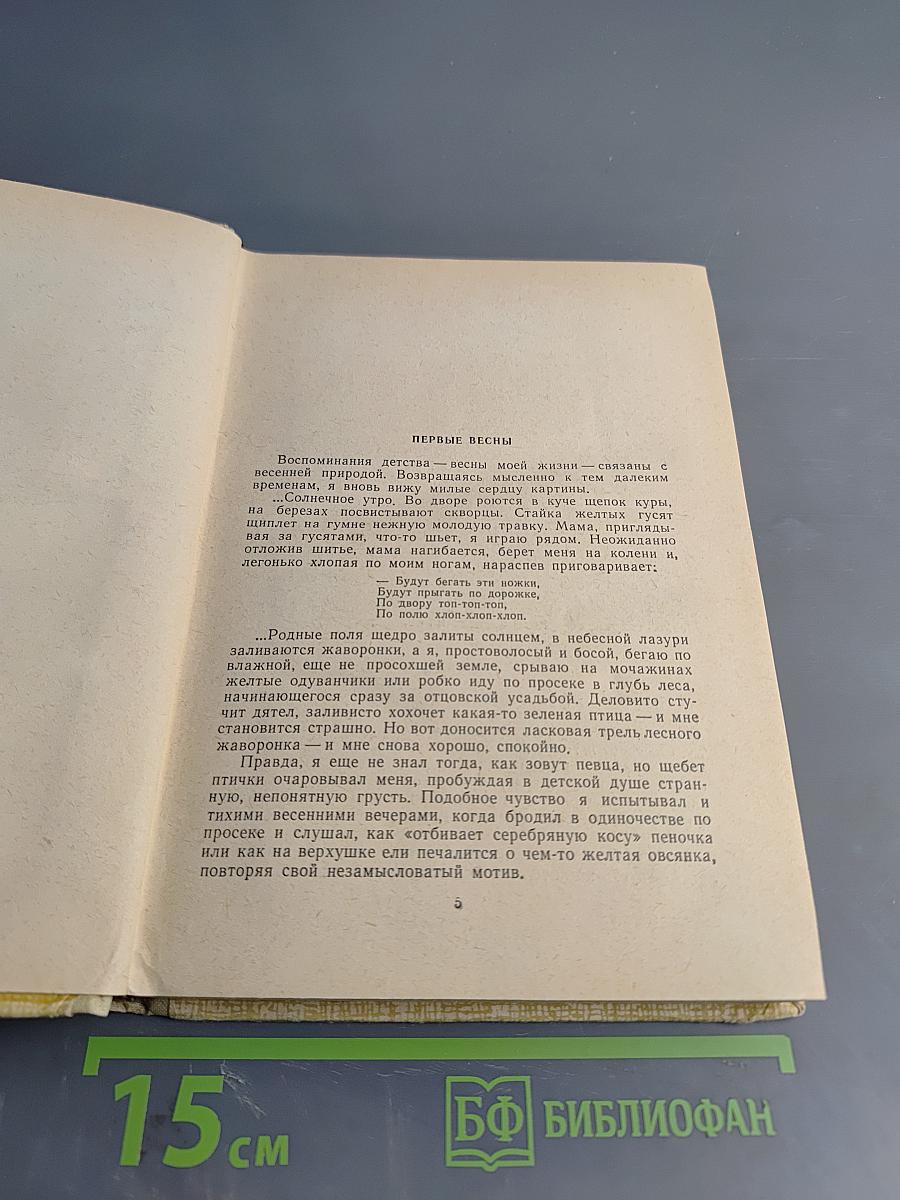 ПЕРВЫЕ ВЕСНЫ
Воспоминания детства — весны моей жизни — связаны с
весенней природой. Возвращаясь мысленно к тем далеким
временам, я вновь вижу милые сердцу картины.
...Солнечное утро. Во дворе роются в куче щепок куры,
на березах посвистывают скворцы. Стайка желтых гусят
щиплет на гумне нежную молодую травку. Мама, пригляды-
вая за гусятами, что-то шьет, я играю рядом. Неожиданно
отложив шитье, мама нагибается, берет меня на колени и,
легонько хлопая по моим ногам, нараспев приговаривает:
— Будут бегать эти ножки,
Будут прыгать по дорожке,
По двору топ-топ-топ,
По полю хлоп-хлоп-хлоп.
...Родные поля щедро залиты солнцем, в небесной лазури
заливаются жаворонки, а я, простоволосый и босой, бегаю по
влажной, еще не просохшей земле, срываю на мочажинах
желтые одуванчики или робко иду по просеке в глубь леса,
начинающегося сразу за отцовской усадьбой. Деловито сту-
чит дятел, заливисто хохочет какая-то зеленая птица — и мне
становится страшно. Но вот доносится ласковая трель лесного
жаворонка — и мне снова хорошо, спокойно.
Правда, я еще не знал тогда, как зовут певца, но щебет
птички очаровывал меня, пробуждая в детской душе стран-
ную, непонятную грусть. Подобное чувство я испытывал и
тихими весенними вечерами, когда бродил в одиночестве по
просеке и слушал, как «отбивает серебряную косу» пеночка
или как на верхушке ели печалится о чем-то желтая овсянка,
повторяя свой незамысловатый мотив.
5
15 см
БФ БИБЛИОФАН